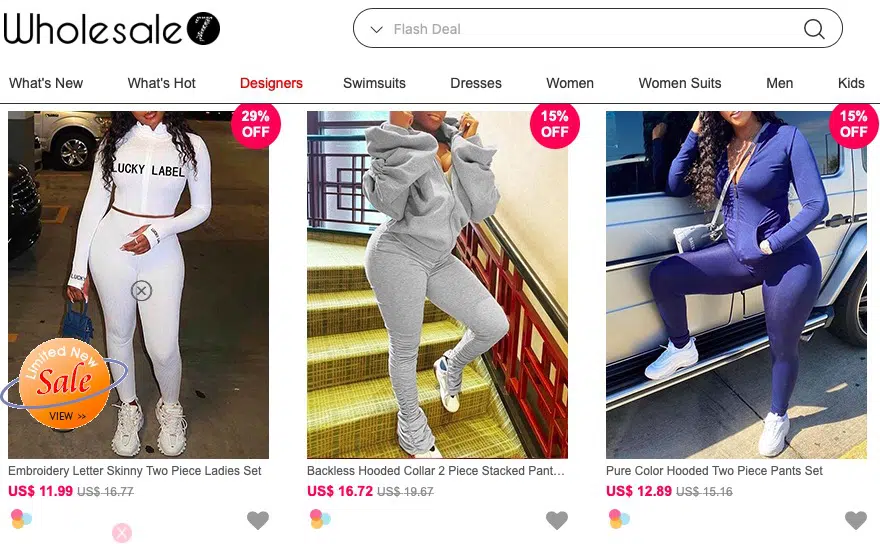 Wholesale7
Flash Deal
What's New What's Hot Designers Swimsuits Dresses Women Women Suits Men Kids
29% OFF
15% OFF
15% OFF
LUCKY LABEL
LUCKY
Limited New
Sale
VIEW >>
Embroidery Letter Skinny Two Piece Ladies Set
US$ 11.99 US$ 16.77
Backless Hooded Collar 2 Piece Stacked Pant...
US$ 16.72 US$ 19.67
Pure Color Hooded Two Piece Pants Set
US$ 12.89 US$ 15.16